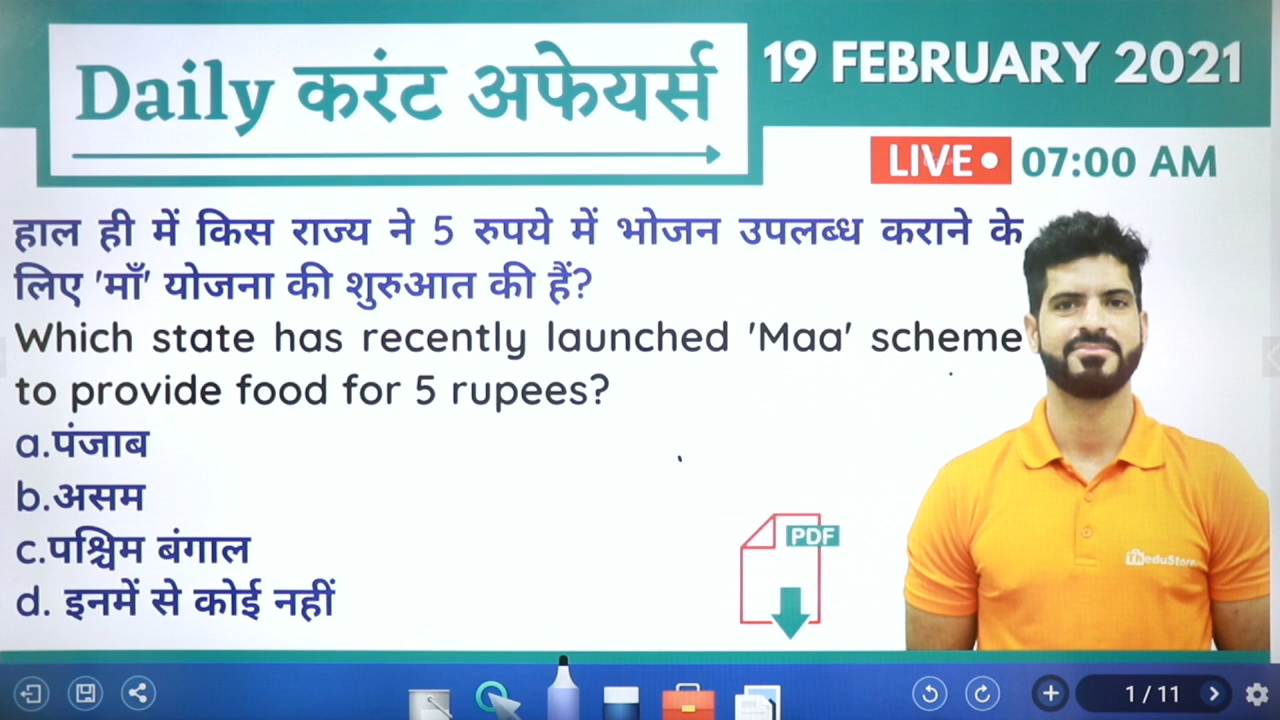 Daily करंट अफेयर्स
19 FEBRUARY 2021
LIVE 07:00 AM
हाल ही में किस राज्य ने 5 रुपये में भोजन उपलब्ध कराने के
लिए 'माँ' योजना की शुरुआत की हैं?
Which state has recently launched 'Maa' scheme
to provide food for 5 rupees?
a.पंजाब
b.असम
c.पश्चिम बंगाल
d. इनमें से कोई नहीं
PDF
TheduStore
1 / 11